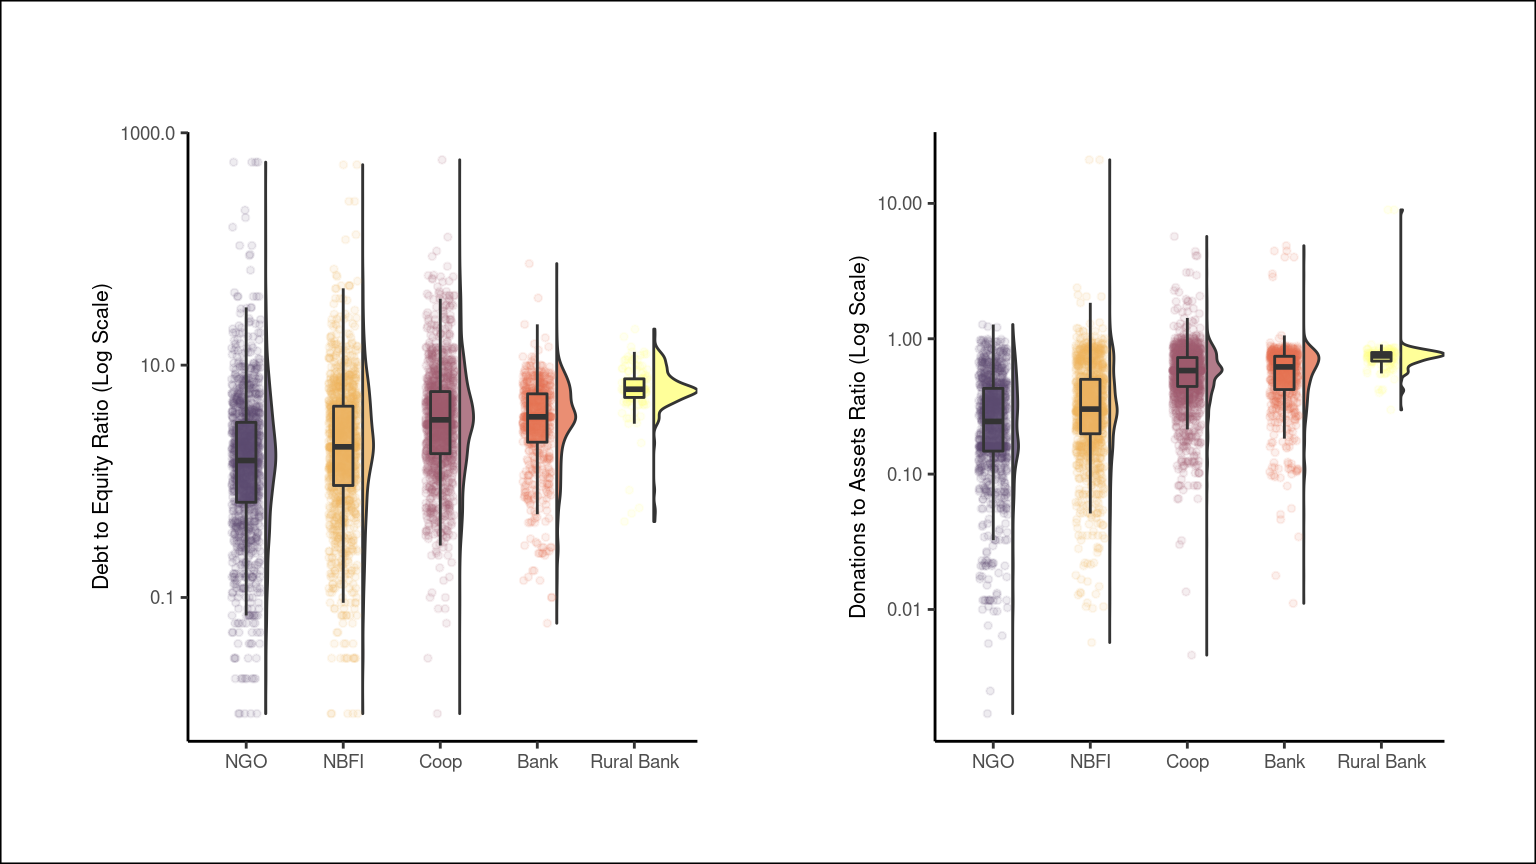 Debt to Equity Ratio (Log Scale)
1000.0
10.0
0.1
NGO NBFI Coop Bank Rural Bank
Donations to Assets Ratio (Log Scale)
10.00
1.00
0.10
0.01
NGO NBFI Coop Bank Rural Bank